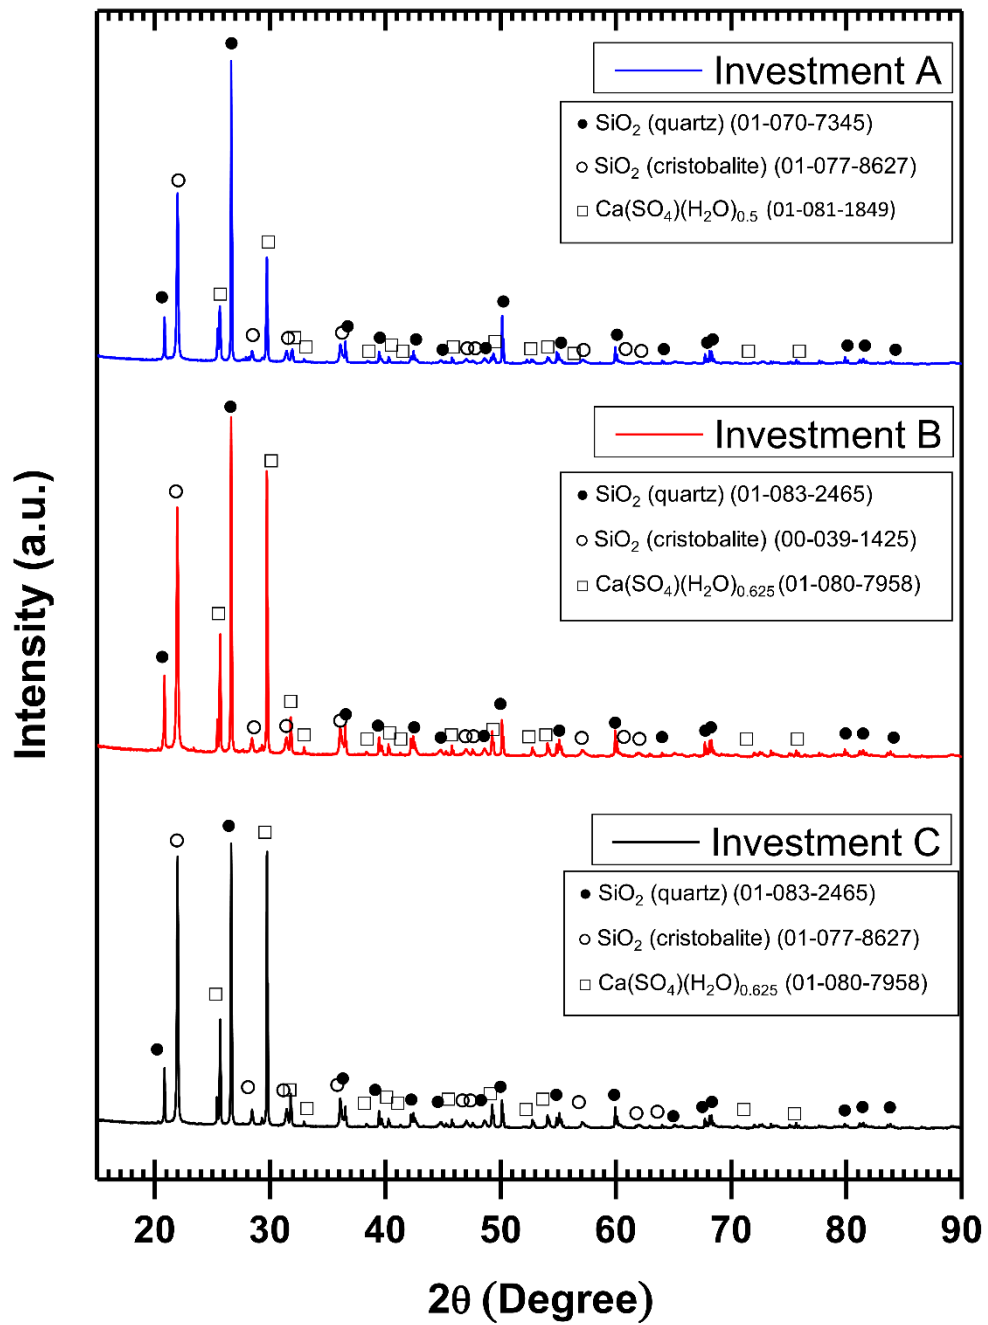 Investment A
● SiO₂ (quartz) (01-070-7345)
○ SiO₂ (cristobalite) (01-077-8627)
□ Ca(SO₄)(H₂O)₀.₅ (01-081-1849)
Investment B
● SiO₂ (quartz) (01-083-2465)
○ SiO₂ (cristobalite) (00-039-1425)
□ Ca(SO₄)(H₂O)₀.₆₂₅ (01-080-7958)
Investment C
● SiO₂ (quartz) (01-083-2465)
○ SiO₂ (cristobalite) (01-077-8627)
□ Ca(SO₄)(H₂O)₀.₆₂₅ (01-080-7958)
Intensity (a.u.)
20 30 40 50 60 70 80 90
2θ (Degree)